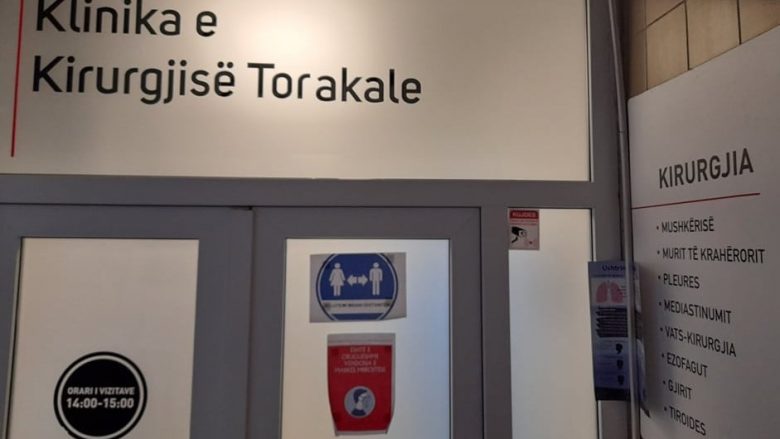 Klinika e
Kirurgjisë Torakale
KUJDES
ORARI I VIZITAVE
14:00-15:00
KIRURGJIA
• MUSHKËRISË
• MURIT TË KRAHËRORIT
• PLEURES
• MEDIASTINUMIT
• VATS-KIRURGJIA
• EZOFAGUT
• GJIRIT
• TIROIDES